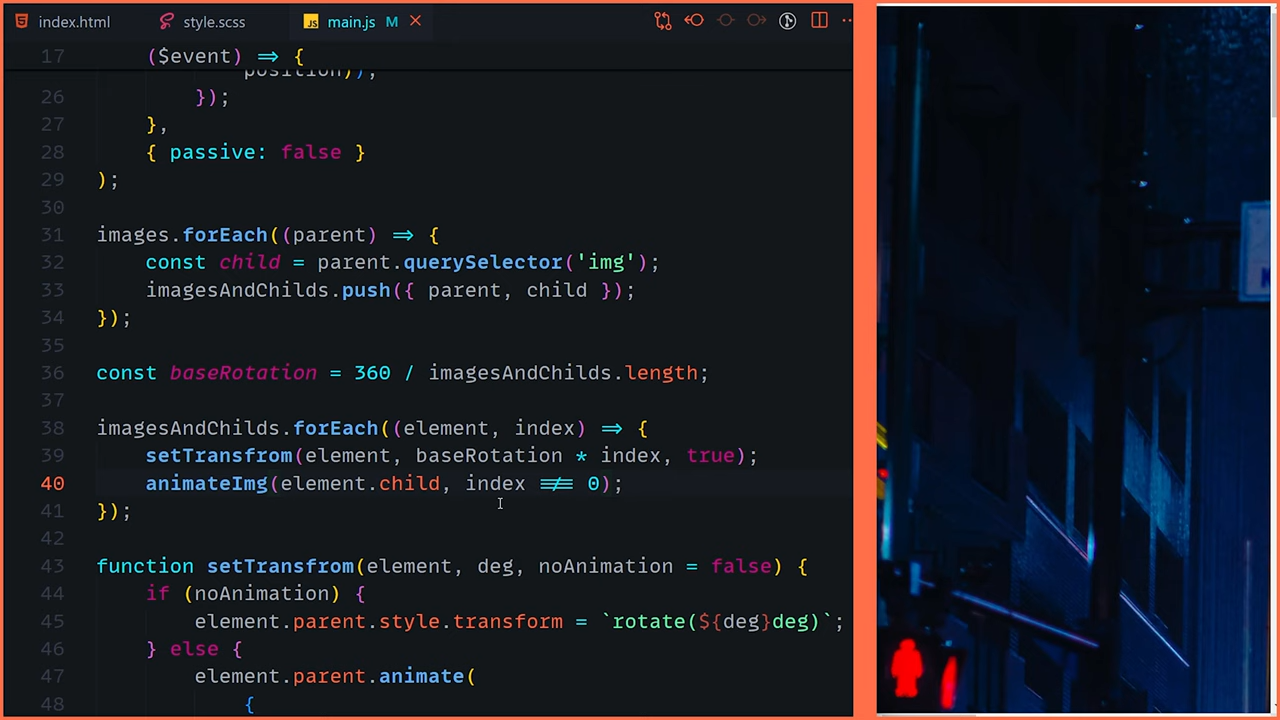 index.html
style.scss
JS main.js M
17 ($event) => {
position));
26 });
27 },
28 { passive: false }
29 );
30
31 images.forEach((parent) => {
32 const child = parent.querySelector('img');
33 imagesAndChilds.push({ parent, child });
34 });
35
36 const baseRotation = 360 / imagesAndChilds.length;
37
38 imagesAndChilds.forEach((element, index) => {
39 setTransfrom(element, baseRotation * index, true);
40 animateImg(element.child, index !== 0);
41 });
42
43 function setTransfrom(element, deg, noAnimation = false) {
44 if (noAnimation) {
45 element.parent.style.transform = `rotate(${deg}deg)`;
46 } else {
47 element.parent.animate(
48 {